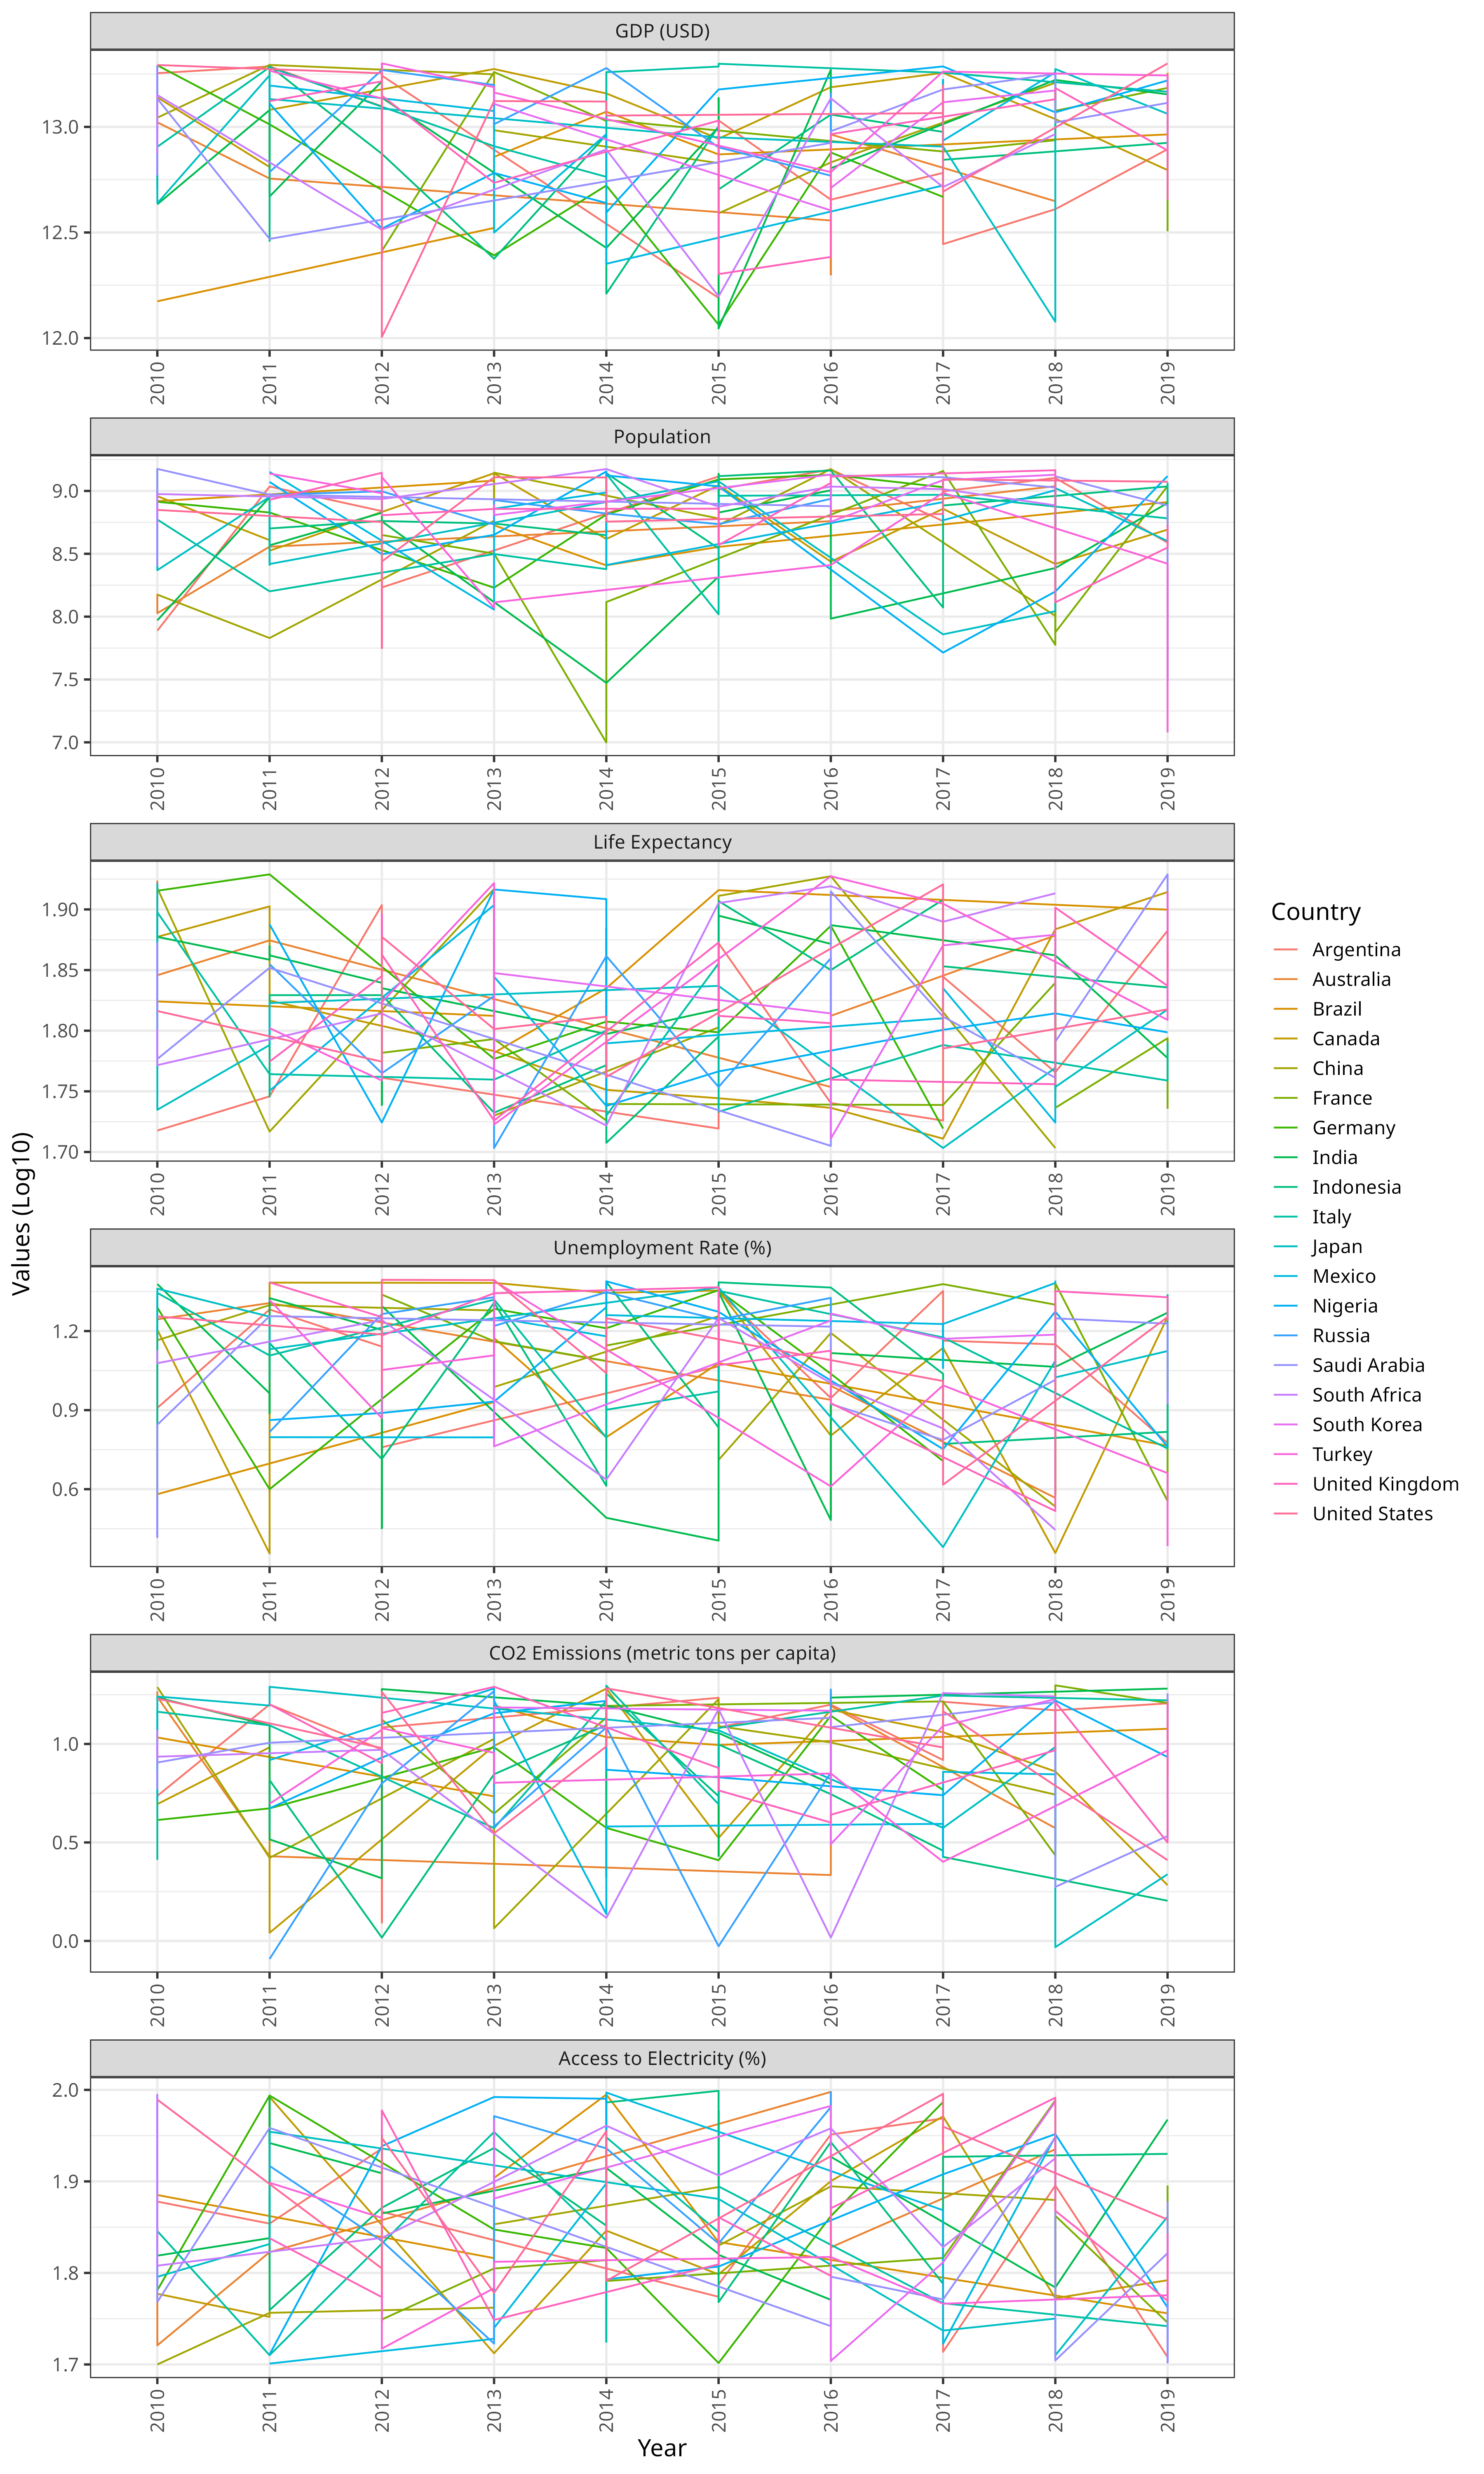 GDP (USD)
13.0
12.5
12.0
2010 2011 2012 2013 2014 2015 2016 2017 2018 2019
Population
9.0
8.5
8.0
7.5
7.0
2010 2011 2012 2013 2014 2015 2016 2017 2018 2019
Life Expectancy
1.90
1.85
1.80
1.75
1.70
2010 2011 2012 2013 2014 2015 2016 2017 2018 2019
Unemployment Rate (%)
1.2
0.9
0.6
2010 2011 2012 2013 2014 2015 2016 2017 2018 2019
CO2 Emissions (metric tons per capita)
1.0
0.5
0.0
2010 2011 2012 2013 2014 2015 2016 2017 2018 2019
Access to Electricity (%)
2.0
1.9
1.8
1.7
2010 2011 2012 2013 2014 2015 2016 2017 2018 2019
Year
Values (Log10)
Country
Argentina
Australia
Brazil
Canada
China
France
Germany
India
Indonesia
Italy
Japan
Mexico
Nigeria
Russia
Saudi Arabia
South Africa
South Korea
Turkey
United Kingdom
United States